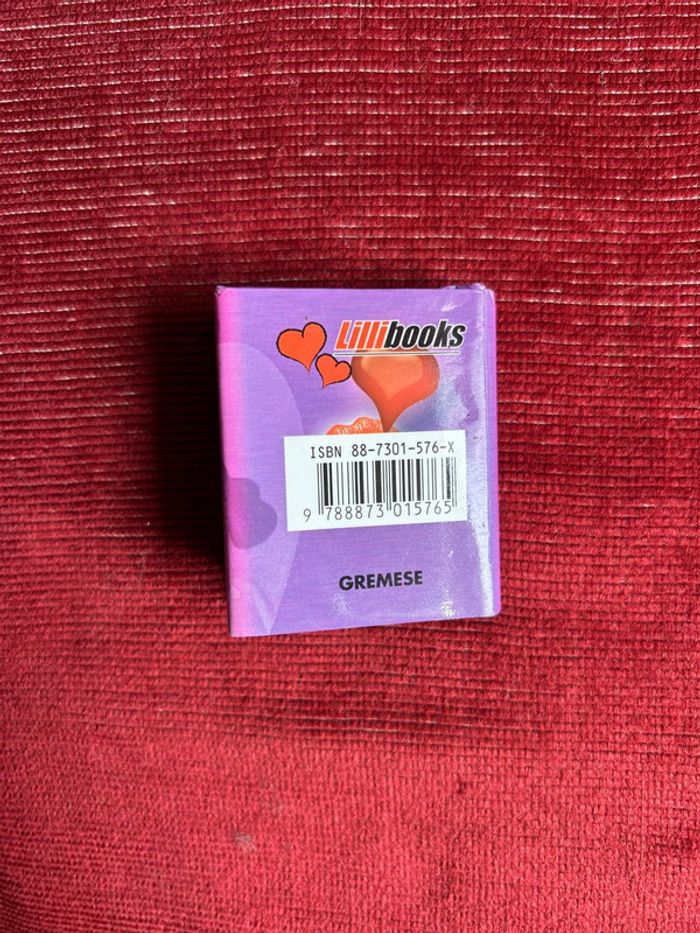 Lillibooks
ISBN 88-7301-576-X
9 788873 015765
GREMESE